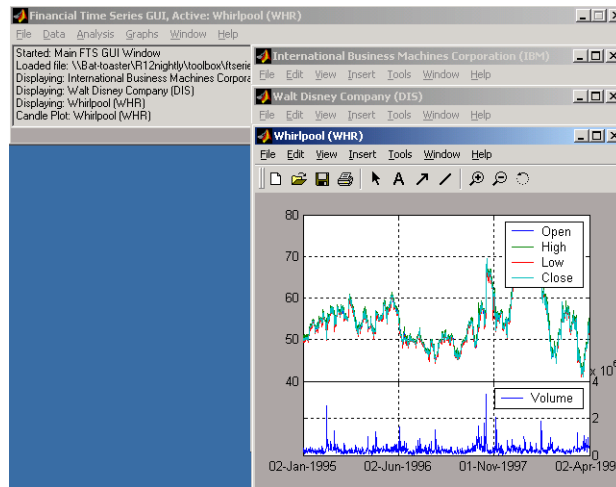 Financial Time Series GUI, Active: Whirlpool (WHR)
File Data Analysis Graphs Window Help
Started: Main FTS GUI Window
Loaded file: \\Bat-toaster\R12nightly\toolbox\ftserie
Displaying: International Business Machines Corpora
Displaying: Walt Disney Company (DIS)
Displaying: Whirlpool (WHR)
Candle Plot: Whirlpool (WHR)
International Business Machines Corporation (IBM)
File Edit View Insert Tools Window Help
Walt Disney Company (DIS)
File Edit View Insert Tools Window Help
Whirlpool (WHR)
File Edit View Insert Tools Window Help
A
80
70
60
50
40
Open
High
Low
Close
x 10^6
4
2
0
Volume
02-Jan-1995 02-Jun-1996 01-Nov-1997 02-Apr-199